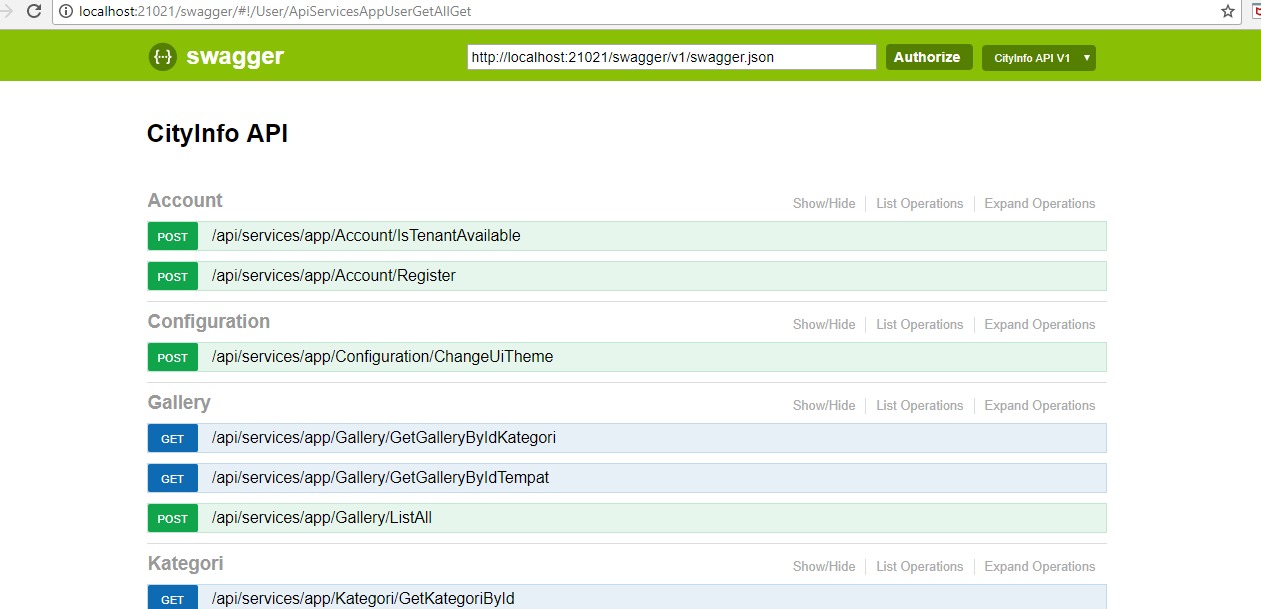 localhost:21021/swagger/#!/User/ApiServicesAppUserGetAllGet
{··} swagger http://localhost:21021/swagger/v1/swagger.json Authorize CityInfo API V1
CityInfo API
Account Show/Hide List Operations Expand Operations
POST /api/services/app/Account/IsTenantAvailable
POST /api/services/app/Account/Register
Configuration Show/Hide List Operations Expand Operations
POST /api/services/app/Configuration/ChangeUiTheme
Gallery Show/Hide List Operations Expand Operations
GET /api/services/app/Gallery/GetGalleryByIdKategori
GET /api/services/app/Gallery/GetGalleryByIdTempat
POST /api/services/app/Gallery/ListAll
Kategori Show/Hide List Operations Expand Operations
GET /api/services/app/Kategori/GetKategoriById